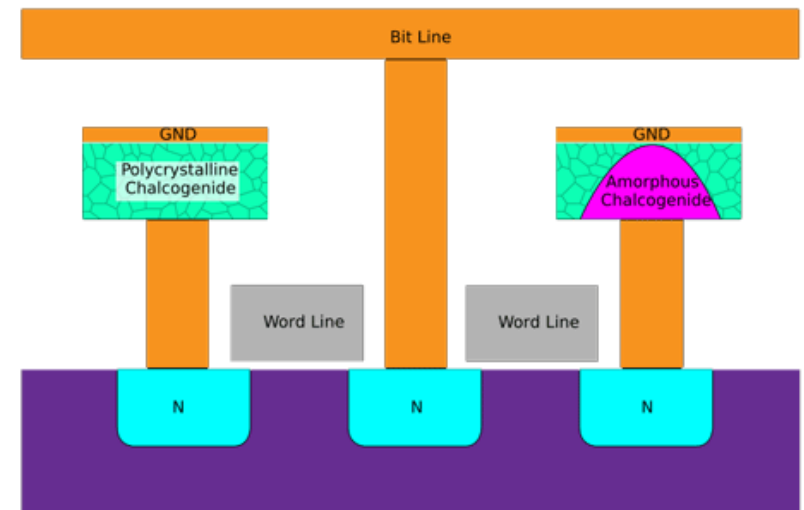 Bit Line
GND
GND
Polycrystalline
Chalcogenide
Amorphous
Chalcogenide
Word Line
Word Line
N
N
N